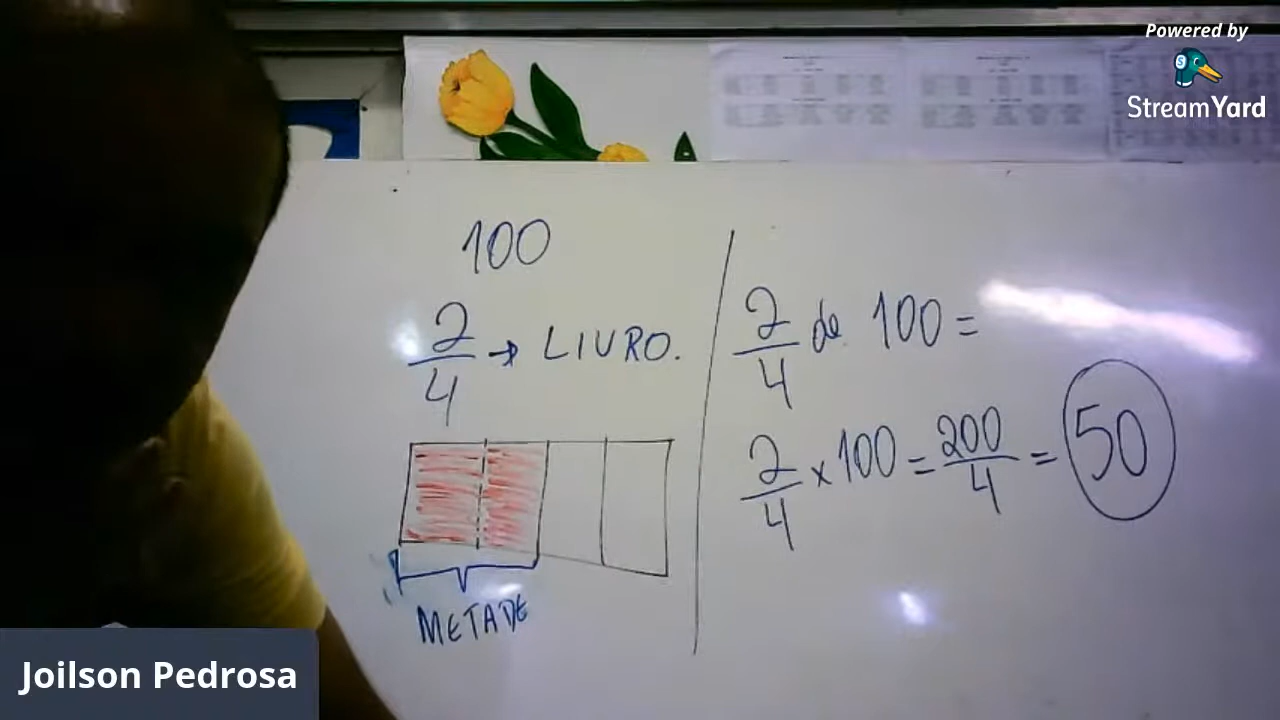 Powered by
StreamYard
100
2/4 → LIVRO.
METADE
2/4 de 100 =
2/4 x 100 = 200/4 = 50
Joilson Pedrosa